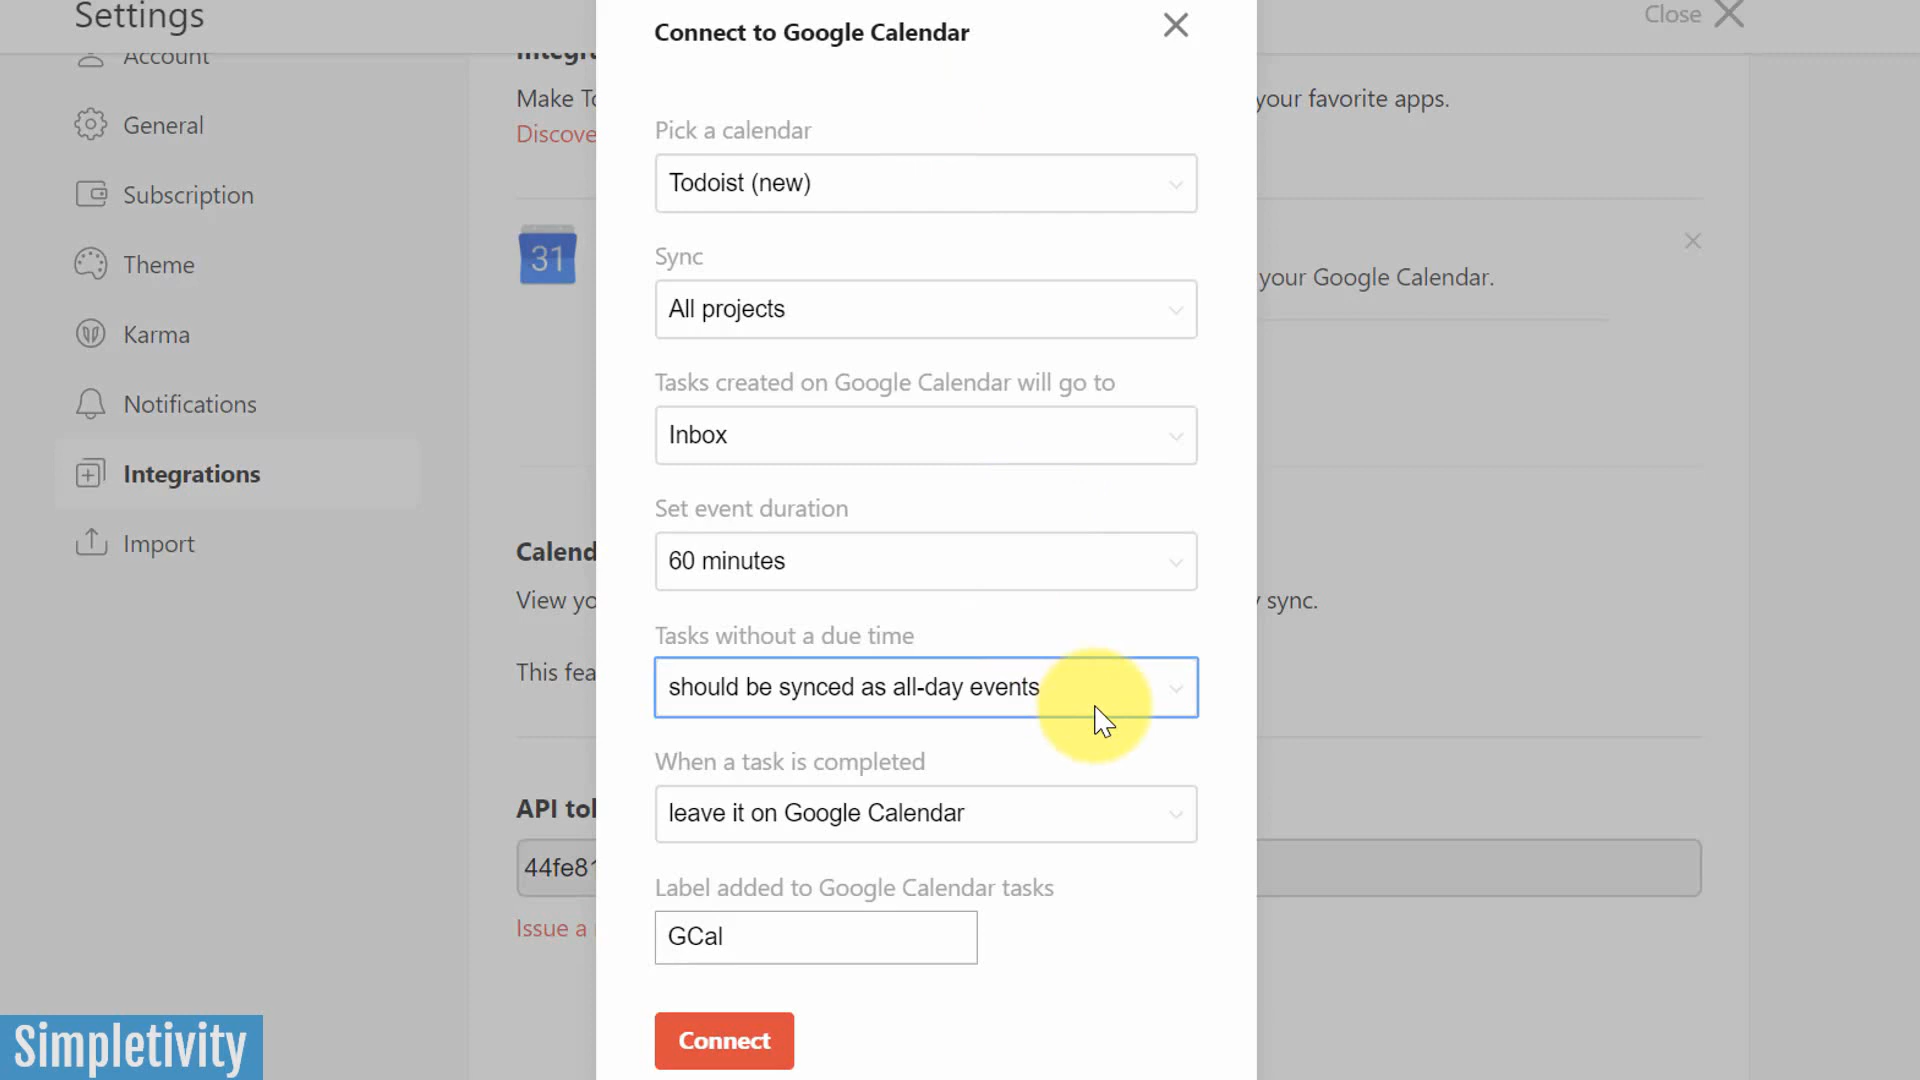 Settings
Close
Account
General
Subscription
Theme
Karma
Notifications
Integrations
Import
Make To
your favorite apps.
Discove
31
your Google Calendar.
Calend
View yo
sync.
This fea
API tok
44fe81
Issue a
Connect to Google Calendar
Pick a calendar
Todoist (new)
Sync
All projects
Tasks created on Google Calendar will go to
Inbox
Set event duration
60 minutes
Tasks without a due time
should be synced as all-day events
When a task is completed
leave it on Google Calendar
Label added to Google Calendar tasks
GCal
Connect
Simpletivity